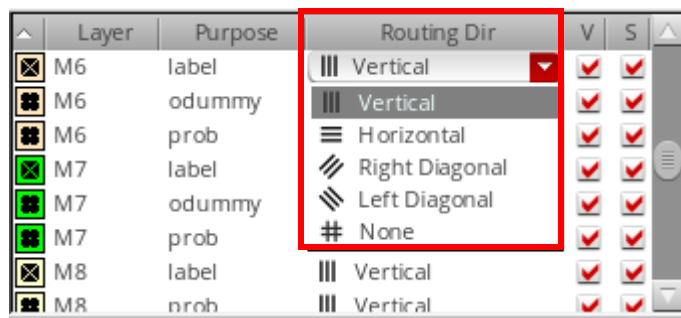 Layer Purpose Routing Dir V S
M6 label Vertical
M6 odummy Vertical
M6 prob Horizontal
M7 label Right Diagonal
M7 odummy Left Diagonal
M7 prob None
M8 label Vertical
M8 prob Vertical